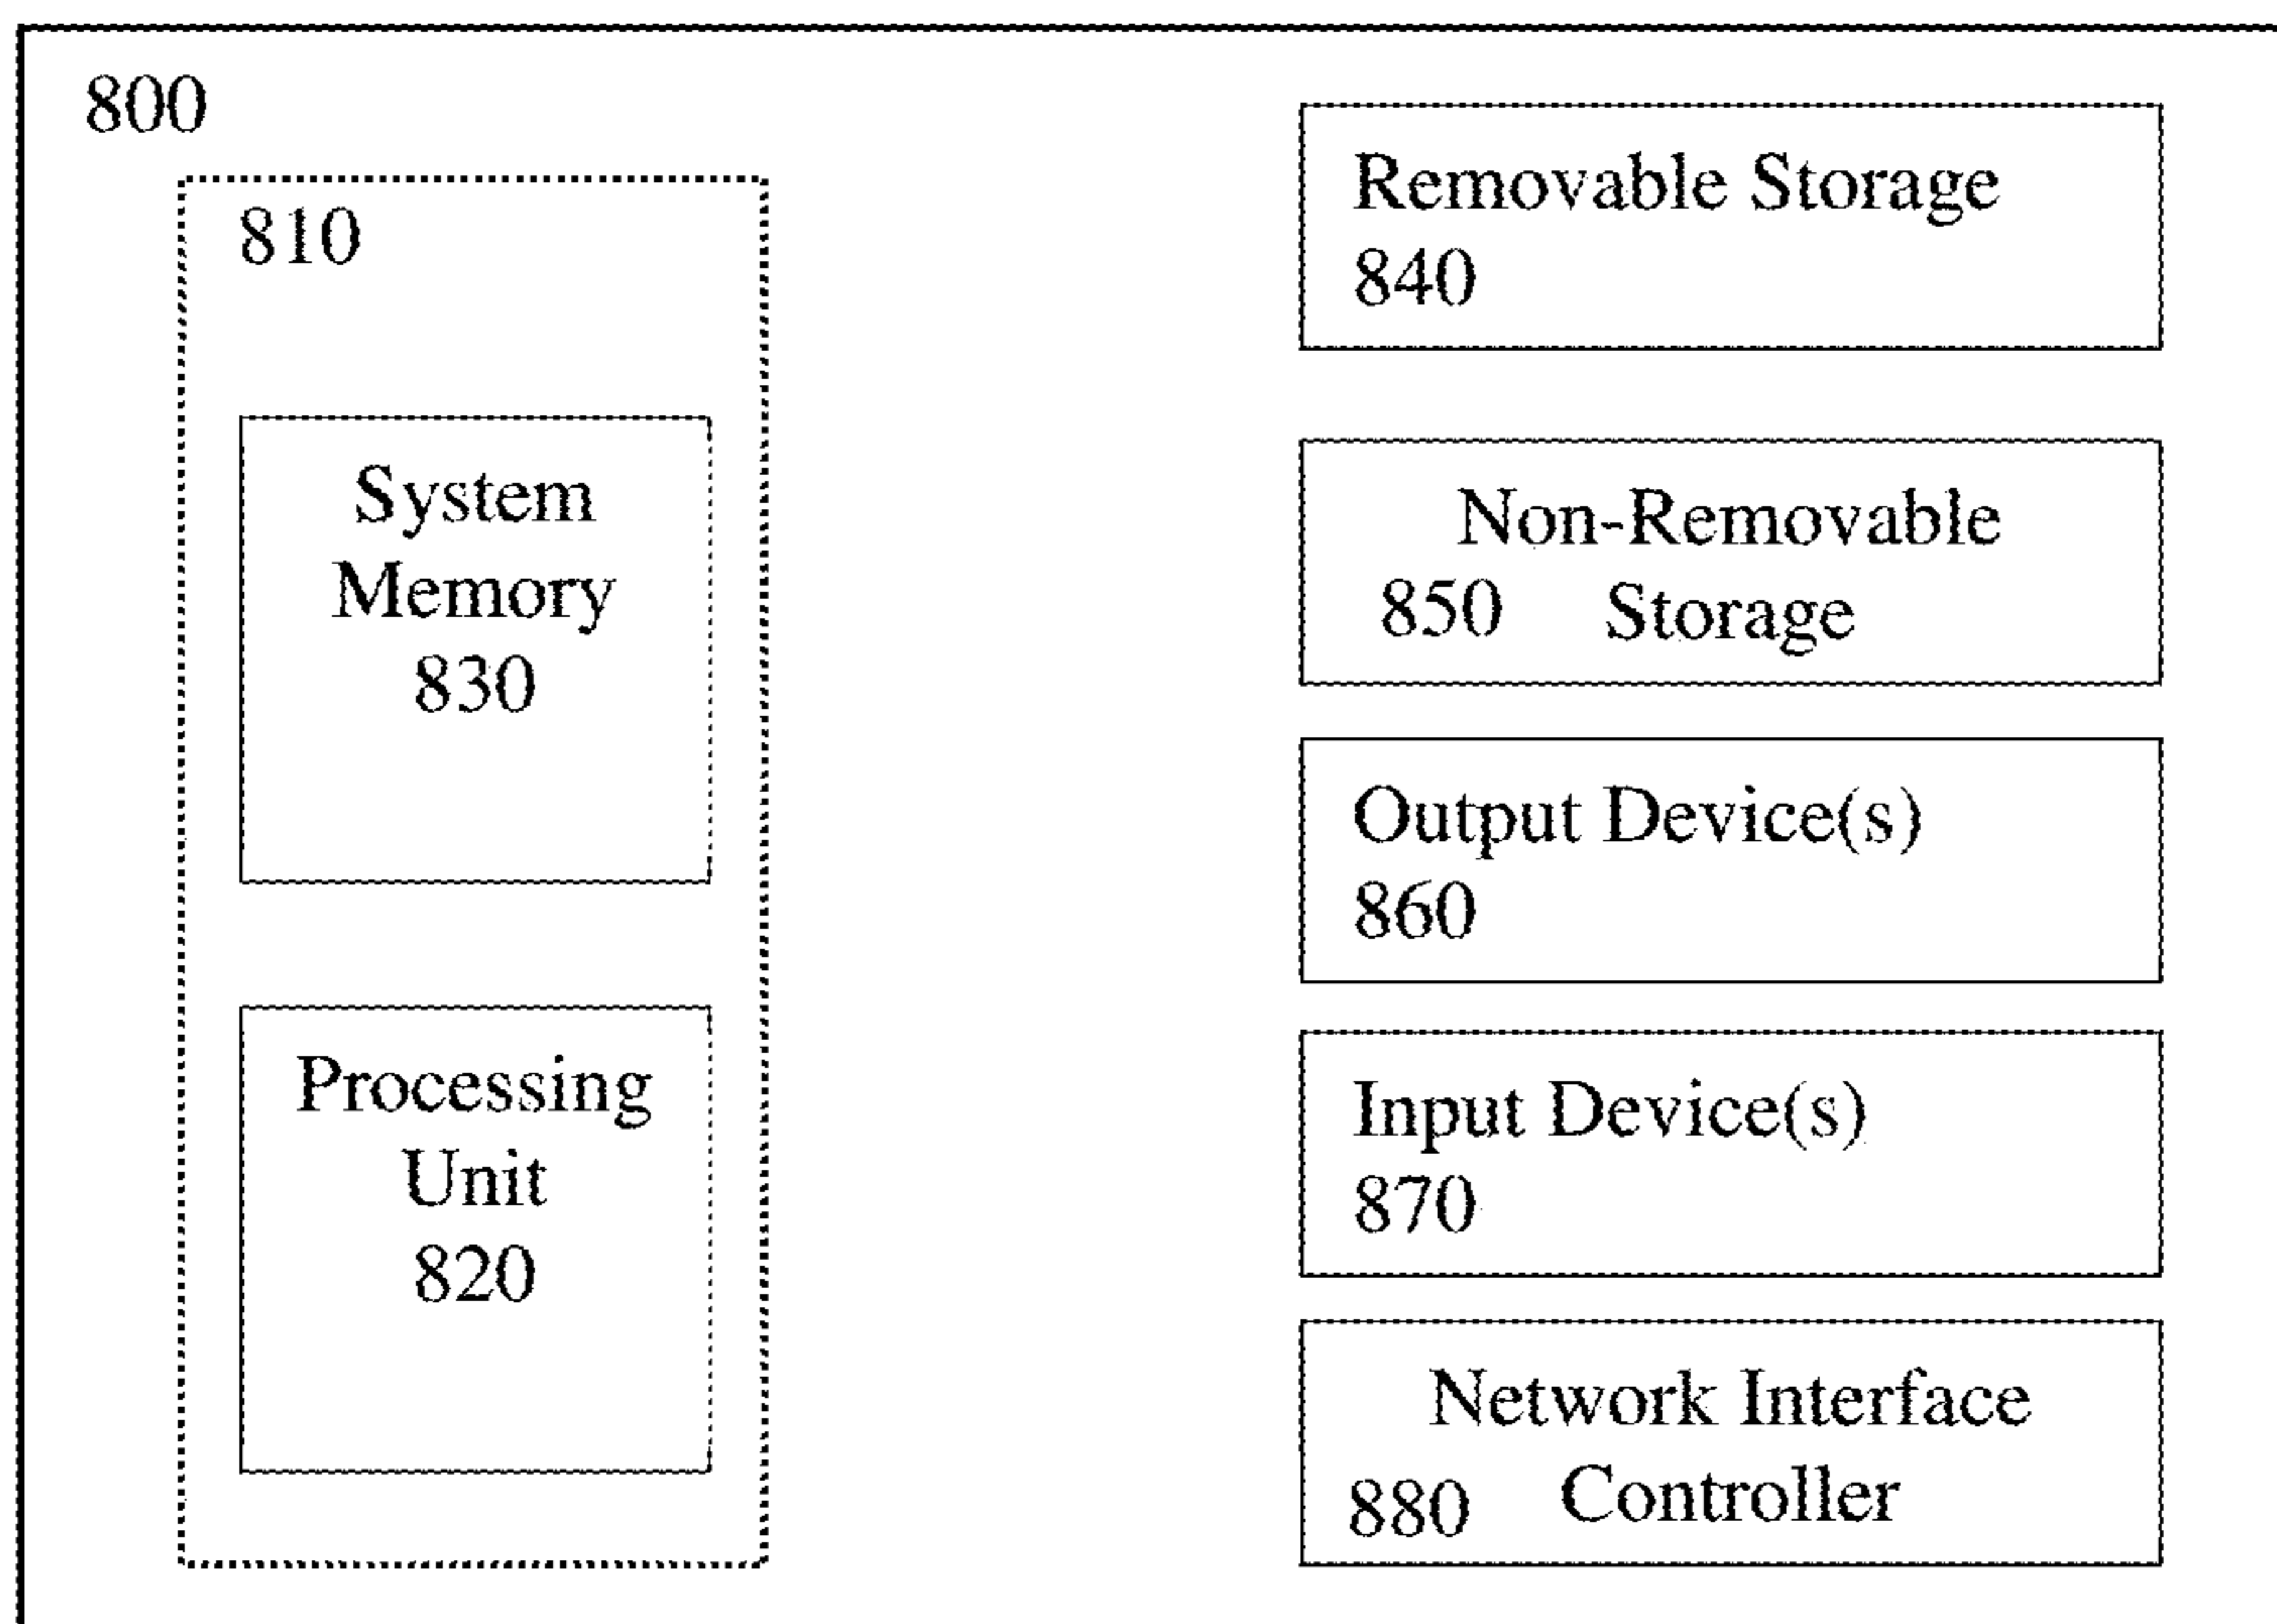 800
810
System
Memory
830
Processing
Unit
820
Removable Storage
840
Non-Removable
850 Storage
Output Device(s)
860
Input Device(s)
870
Network Interface
880 Controller